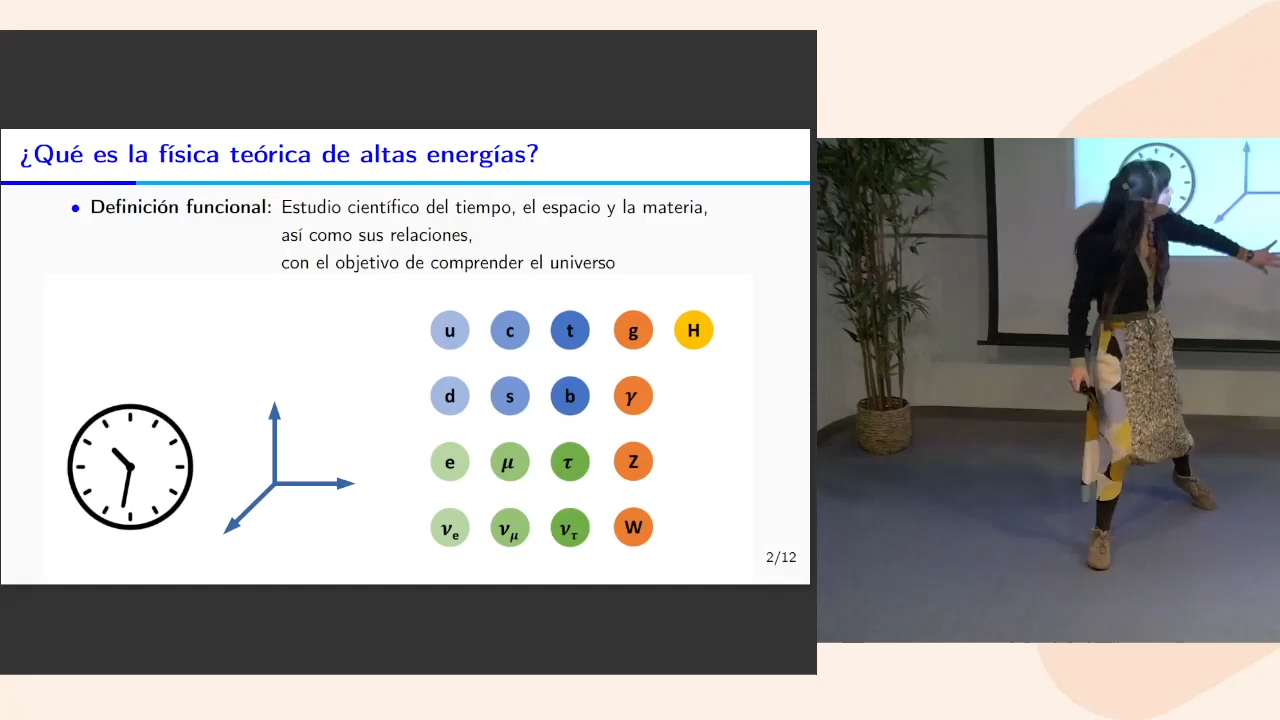 ¿Qué es la física teórica de altas energías?
• Definición funcional: Estudio científico del tiempo, el espacio y la materia,
así como sus relaciones,
con el objetivo de comprender el universo
u c t g H
d s b γ
e μ τ Z
νe νμ ντ W
2/12